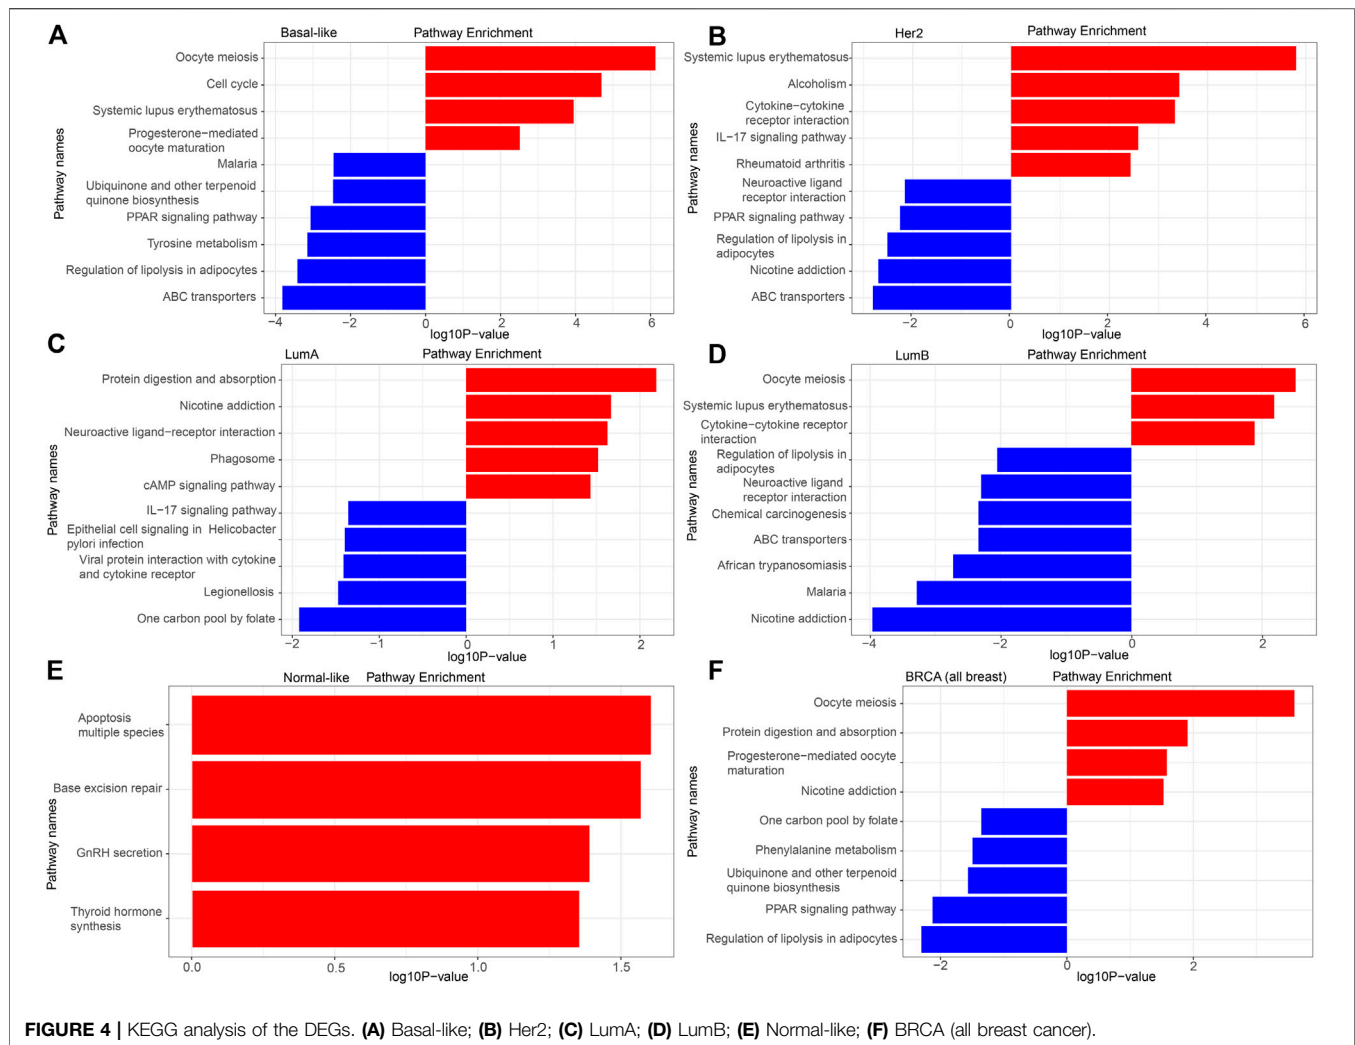 A
Basal-like
Pathway Enrichment
Pathway names
Oocyte meiosis
Cell cycle
Systemic lupus erythematosus
Progesterone−mediated
oocyte maturation
Malaria
Ubiquinone and other terpenoid
quinone biosynthesis
PPAR signaling pathway
Tyrosine metabolism
Regulation of lipolysis in adipocytes
ABC transporters
−4 −2 0 2 4 6
log10P−value
B
Her2
Pathway Enrichment
Pathway names
Systemic lupus erythematosus
Alcoholism
Cytokine−cytokine
receptor interaction
IL−17 signaling pathway
Rheumatoid arthritis
Neuroactive ligand
receptor interaction
PPAR signaling pathway
Regulation of lipolysis in
adipocytes
Nicotine addiction
ABC transporters
−2 0 2 4 6
log10P−value
C
LumA
Pathway Enrichment
Pathway names
Protein digestion and absorption
Nicotine addiction
Neuroactive ligand−receptor interaction
Phagosome
cAMP signaling pathway
IL−17 signaling pathway
Epithelial cell signaling in Helicobacter
pylori infection
Viral protein interaction with cytokine
and cytokine receptor
Legionellosis
One carbon pool by folate
−2 −1 0 1 2
log10P−value
D
LumB
Pathway Enrichment
Pathway names
Oocyte meiosis
Systemic lupus erythematosus
Cytokine−cytokine receptor
interaction
Regulation of lipolysis in
adipocytes
Neuroactive ligand
receptor interaction
Chemical carcinogenesis
ABC transporters
African trypanosomiasis
Malaria
Nicotine addiction
−4 −2 0 2
log10P−value
E
Normal-like
Pathway Enrichment
Pathway names
Apoptosis
multiple species
Base excision repair
GnRH secretion
Thyroid hormone
synthesis
0.0 0.5 1.0 1.5
log10P−value
F
BRCA (all breast)
Pathway Enrichment
Pathway names
Oocyte meiosis
Protein digestion and absorption
Progesterone−mediated oocyte
maturation
Nicotine addiction
One carbon pool by folate
Phenylalanine metabolism
Ubiquinone and other terpenoid
quinone biosynthesis
PPAR signaling pathway
Regulation of lipolysis in adipocytes
−2 0 2
log10P−value
FIGURE 4 | KEGG analysis of the DEGs. (A) Basal-like; (B) Her2; (C) LumA; (D) LumB; (E) Normal-like; (F) BRCA (all breast cancer).